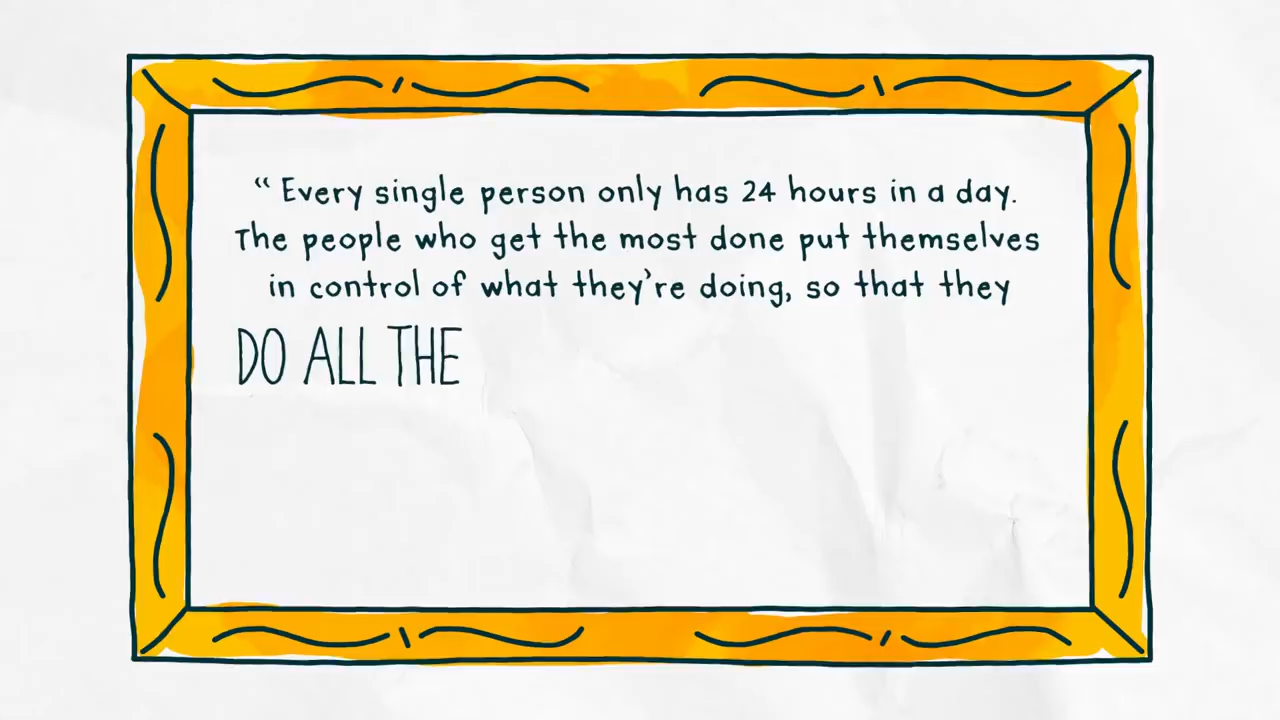 “ Every single person only has 24 hours in a day.
The people who get the most done put themselves
in control of what they’re doing, so that they
DO ALL THE